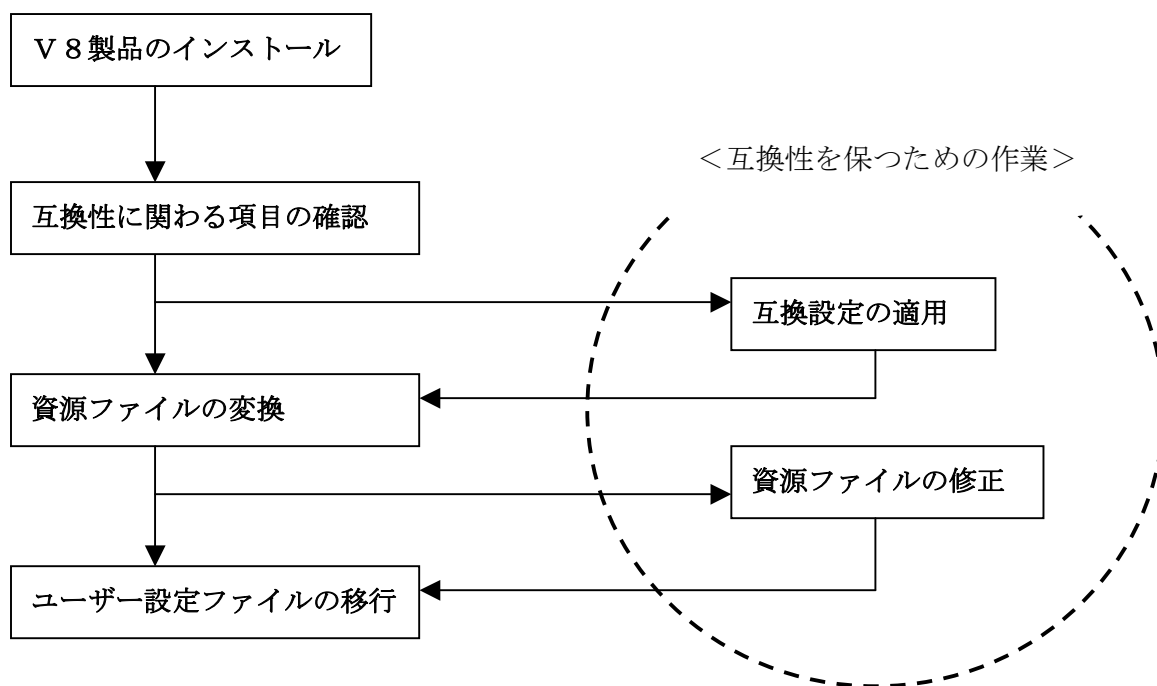 Ｖ８製品のインストール
＜互換性を保つための作業＞
互換性に関わる項目の確認
互換設定の適用
資源ファイルの変換
資源ファイルの修正
ユーザー設定ファイルの移行